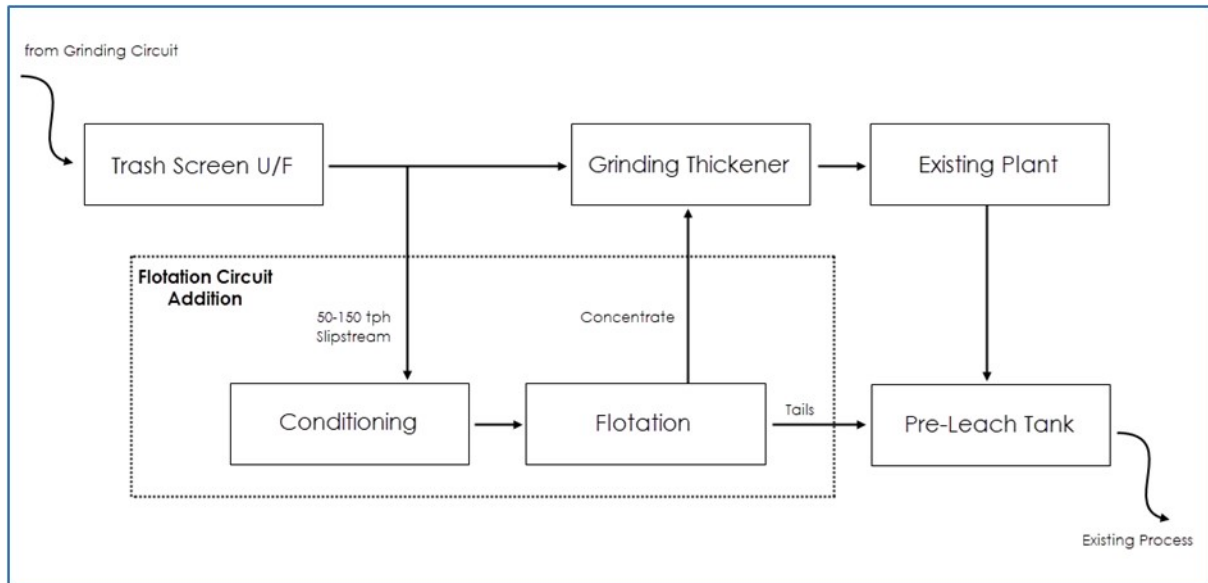 from Grinding Circuit
Trash Screen U/F
Grinding Thickener
Existing Plant
Flotation Circuit
Addition
50-150 tph
Slipstream
Concentrate
Conditioning
Flotation
Tails
Pre-Leach Tank
Existing Process